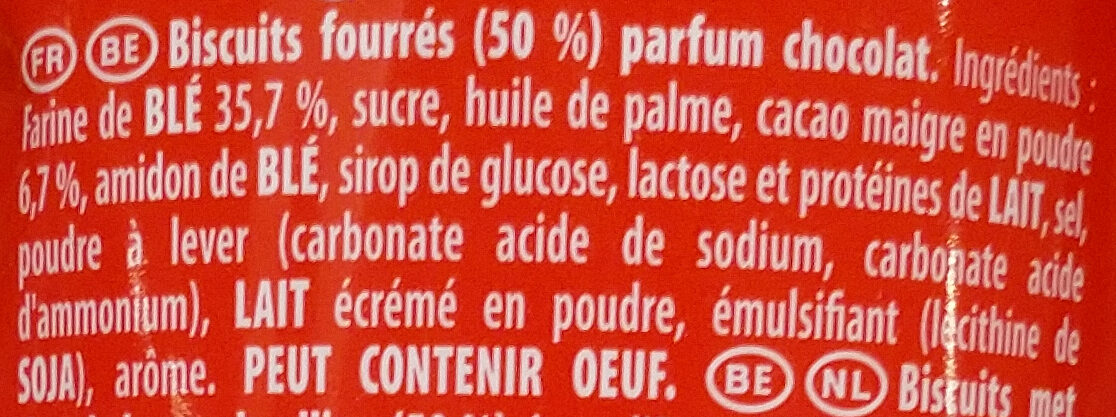 FR BE Biscuits fourrés (50 %) parfum chocolat. Ingrédients :
Farine de BLÉ 35,7 %, sucre, huile de palme, cacao maigre en poudre
6,7 %, amidon de BLÉ, sirop de glucose, lactose et protéines de LAIT, sel,
poudre à lever (carbonate acide de sodium, carbonate acide
d'ammonium), LAIT écrémé en poudre, émulsifiant (lécithine de
SOJA), arôme. PEUT CONTENIR OEUF. BE NL Biscuits met